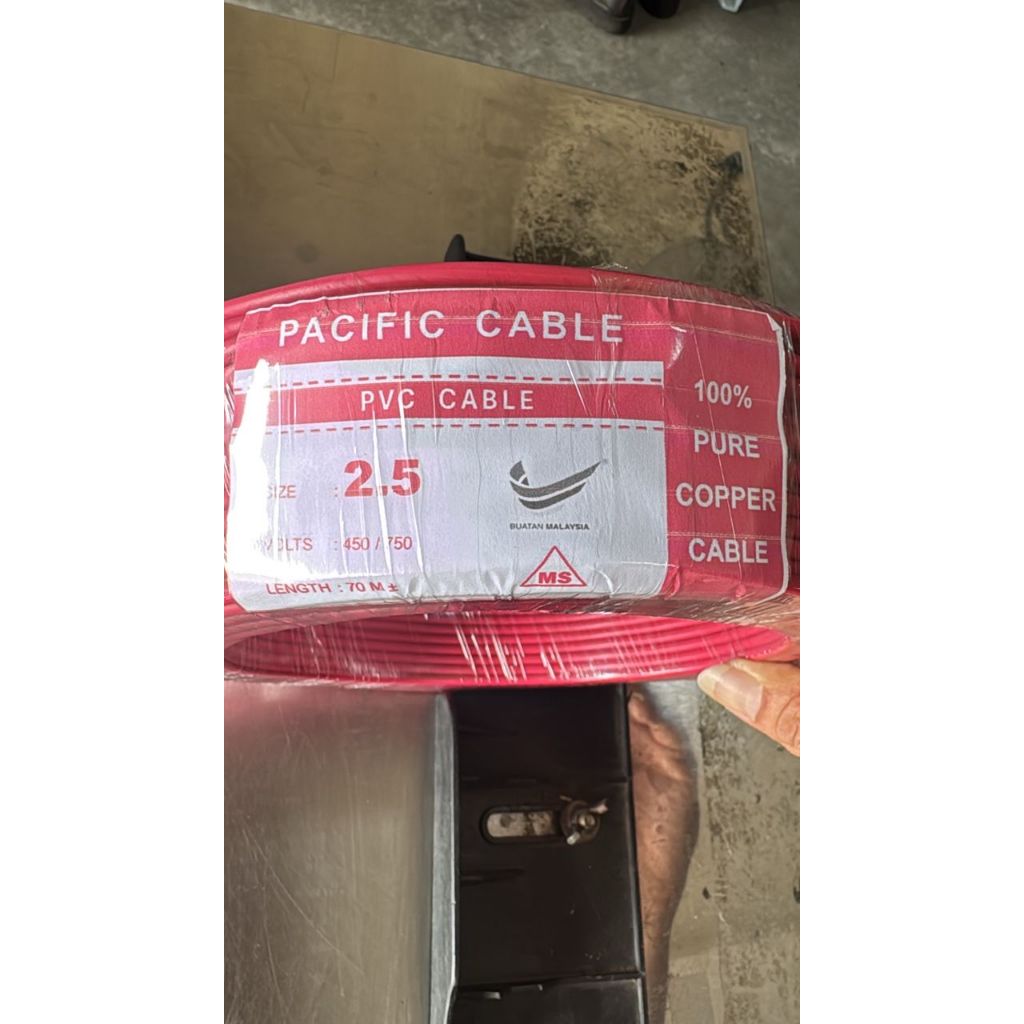 PACIFIC CABLE
PVC CABLE
SIZE : 2.5
VOLTS : 450 / 750
LENGTH : 70 M ±
BUATAN MALAYSIA
MS
100%
PURE
COPPER
CABLE